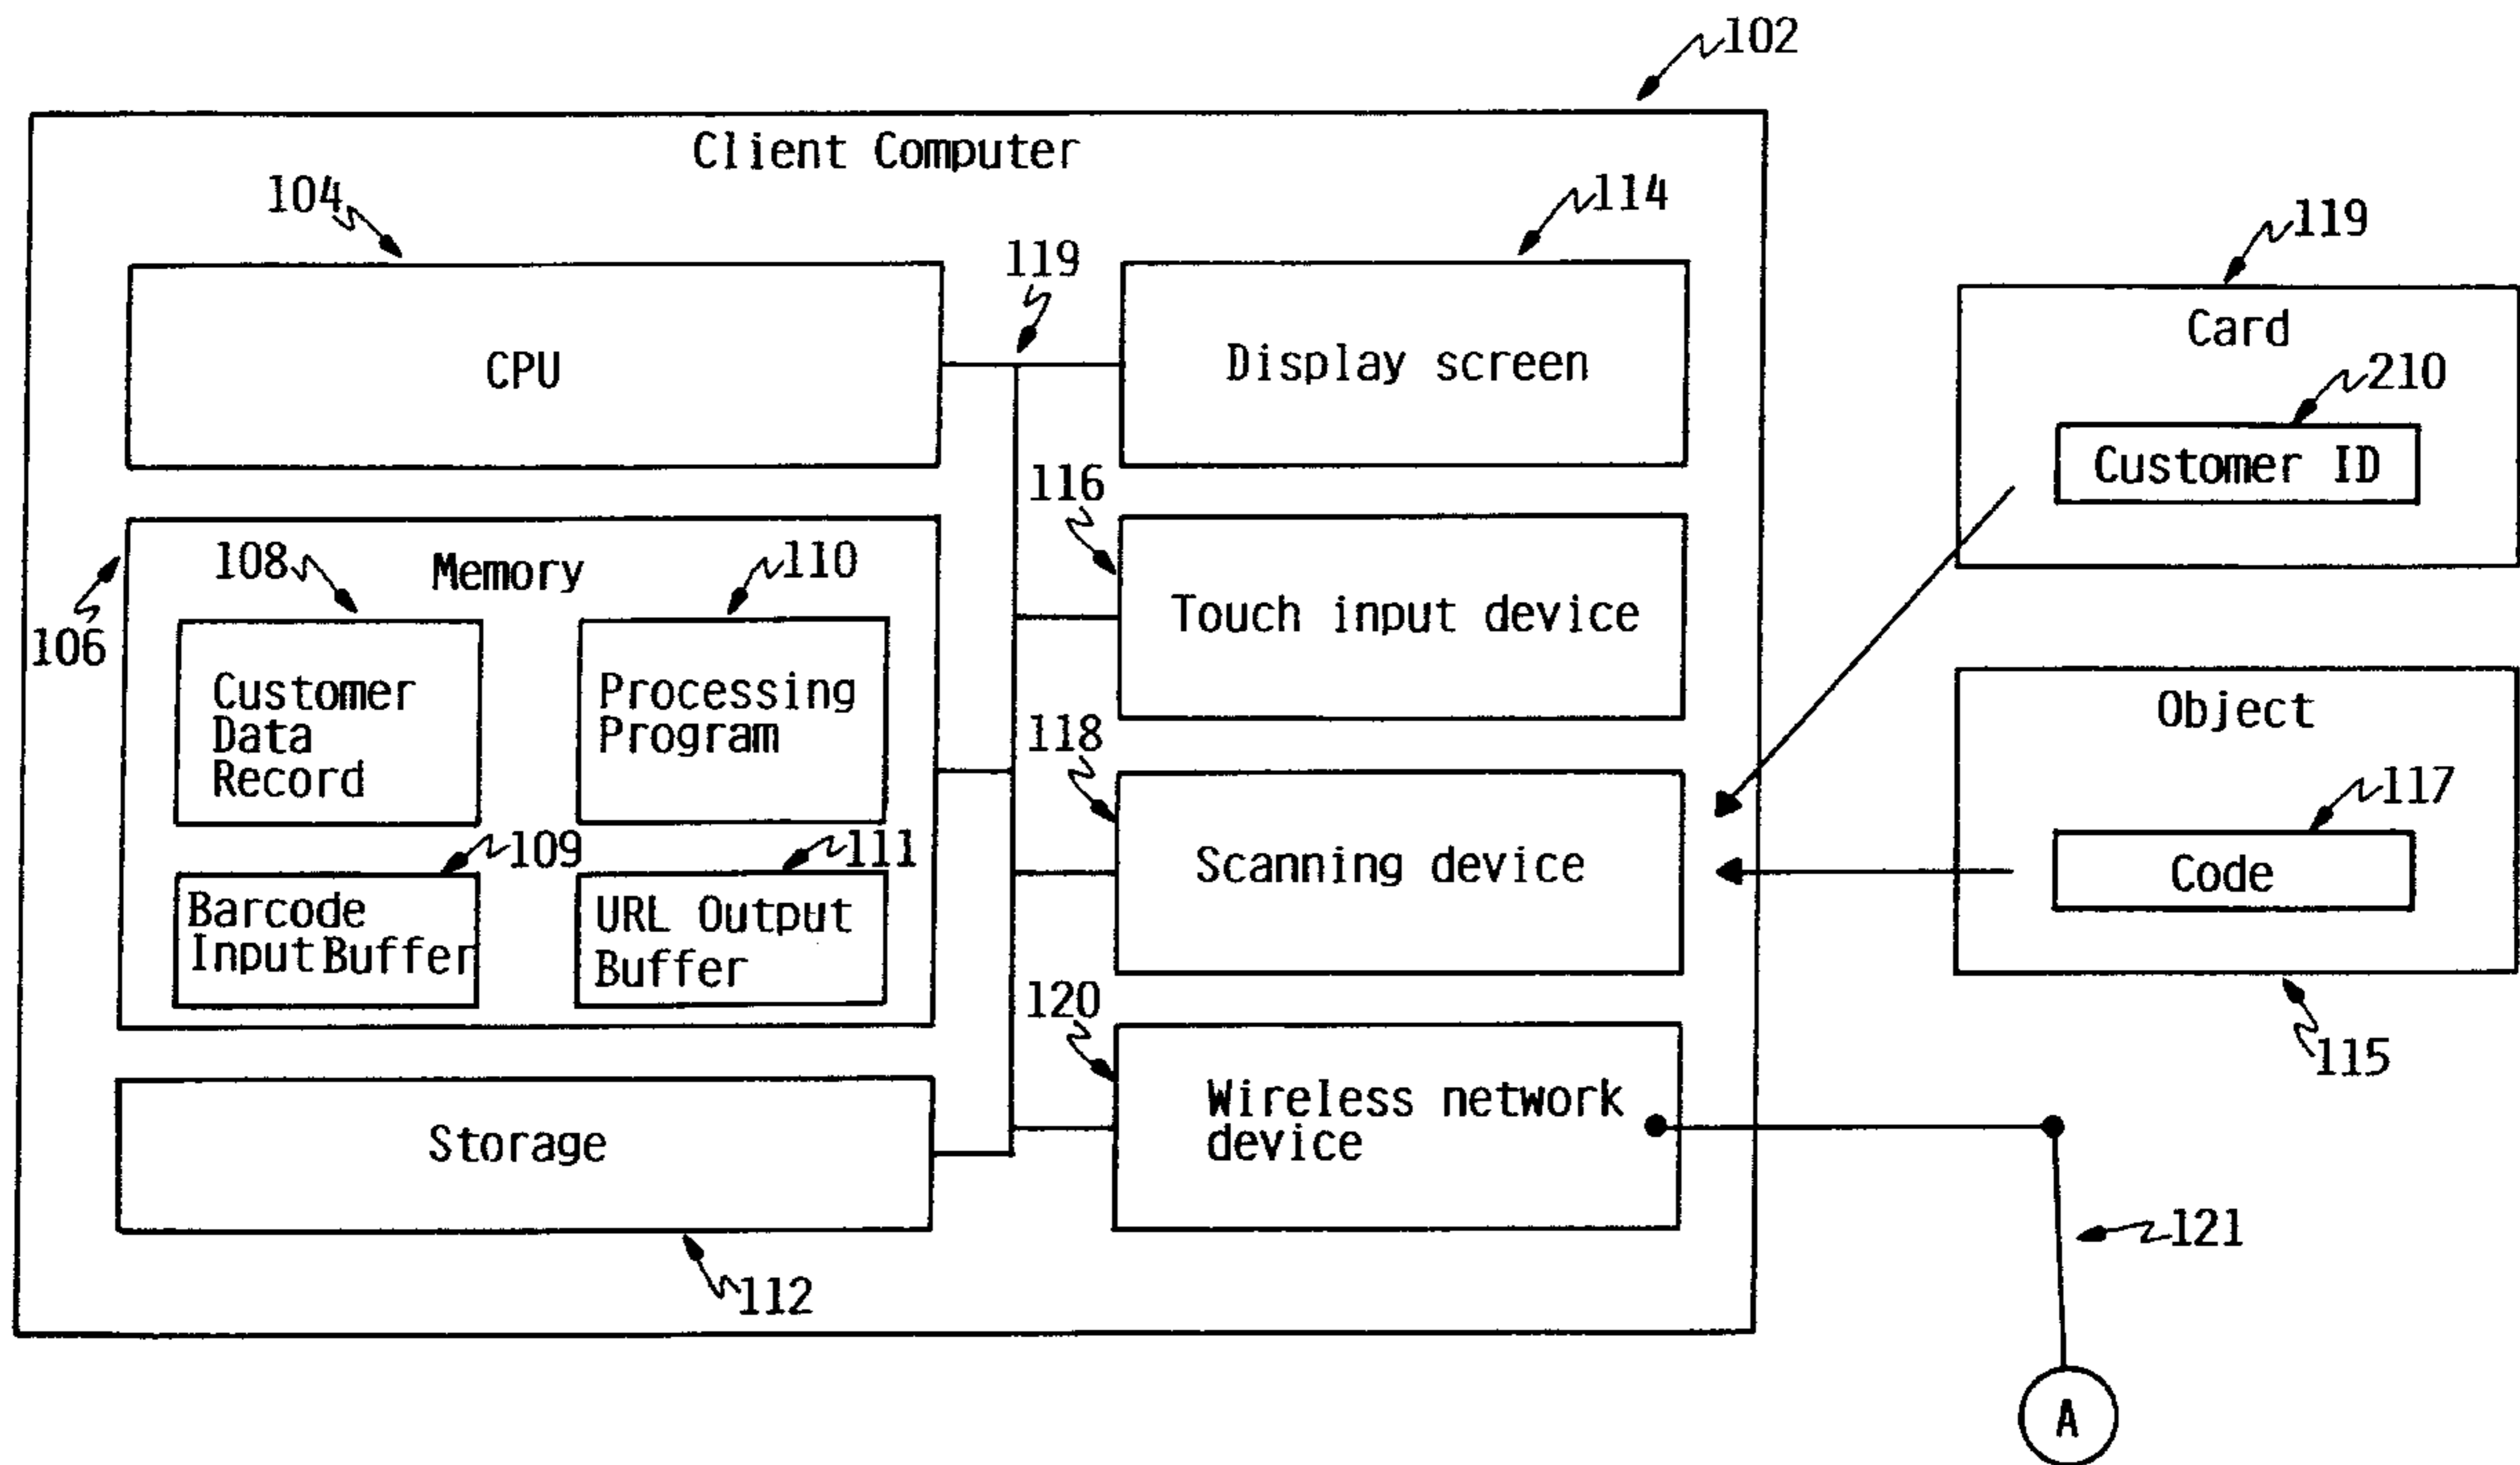 102
Client Computer
104
114
119
119
CPU
Display screen
Card
210
Customer ID
116
106
108
Memory
110
Touch input device
Customer
Data
Record
Processing
Program
Object
118
117
109
111
Scanning device
Code
Barcode
Input Buffer
URL Output
Buffer
120
115
Wireless network
device
Storage
121
112
A